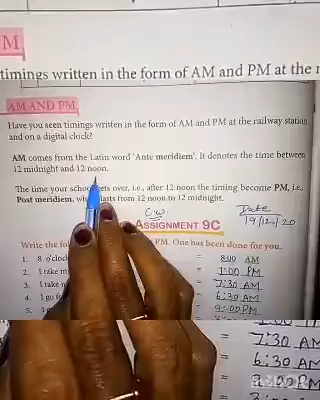 M
timings written in the form of AM and PM at the
AM AND PM
Have you seen timings written in the form of AM and PM at the railway station
and on a digital clock?
AM comes from the Latin word 'Ante meridiem'. It denotes the time between
12 midnight and 12 noon.
The time your school gets over, i.e., after 12 noon the timing become PM, i.e.,
Post meridiem, lasts from 12 noon to 12 midnight.
C.W
Date
19/12/20
ASSIGNMENT 9C
Write the PM. One has been done for you.
1. 8 o'clock = 8:00 AM
2. I take m = 1:00 PM
3. I take = 7:30 AM
4. I go = 6:30 AM
5. = 9:00 PM
= 7:30 AM
= 6:30 AM
= 9:00 PM